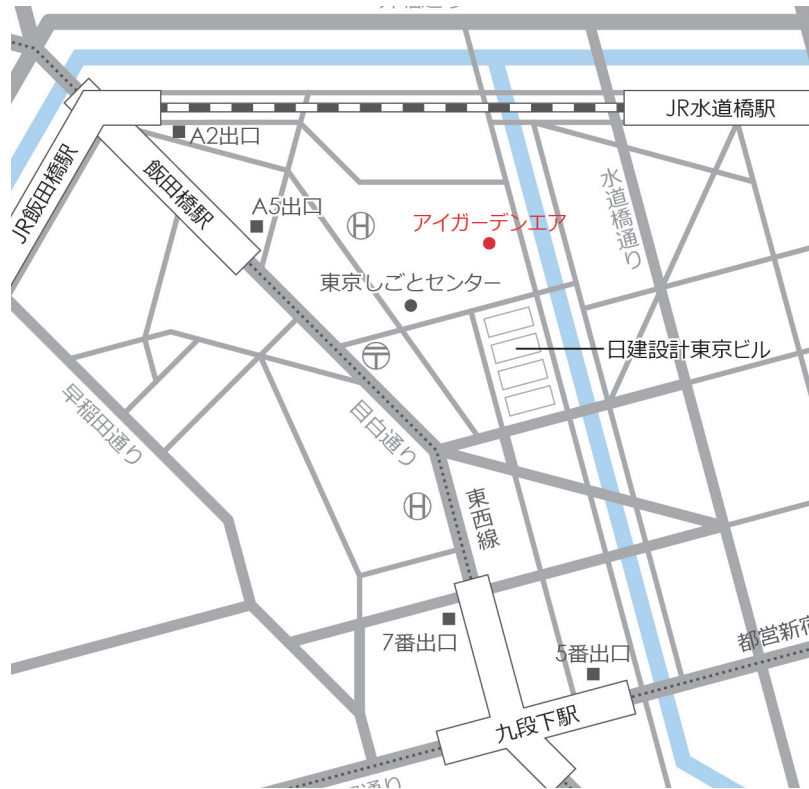 JR水道橋駅
A2出口
JR飯田橋駅
飯田橋駅
A5出口
H
アイガーデンエア
水道橋通り
東京しごとセンター
〒
日建設計東京ビル
早稲田通り
目白通り
H
東西線
7番出口
5番出口
都営新宿
九段下駅
通り